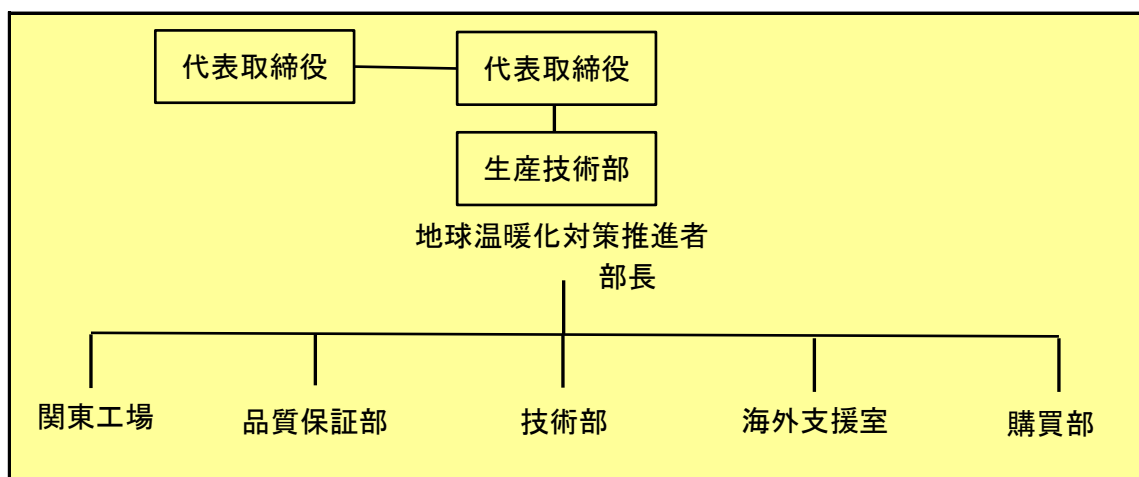 代表取締役
代表取締役
生産技術部
地球温暖化対策推進者
部長
関東工場
品質保証部
技術部
海外支援室
購買部